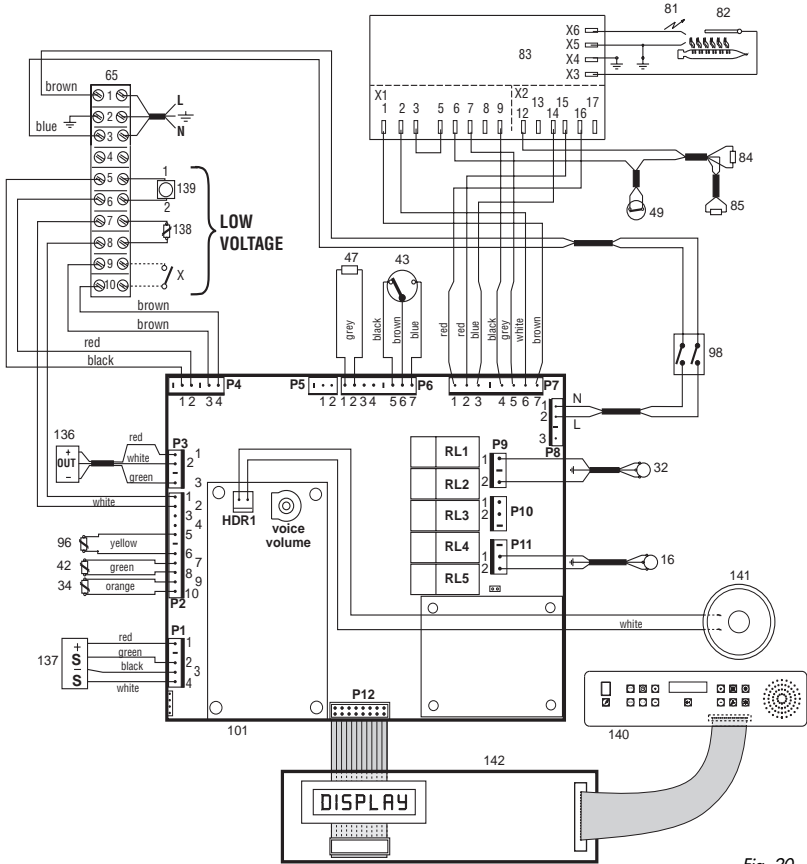 81 82
X6
X5
X4
X3
83
X1 X2
1 2 3 5 6 7 8 9 12 13 14 15 16 17
84
85
49
65
brown
blue
1
2
3
4
5
6
7
8
9
10
L
N
1
139
2
138
X
LOW
VOLTAGE
brown
brown
red
black
47
43
grey
black
brown
blue
red
red
blue
black
grey
white
brown
98
P4
1 2 3 4
P5
1 2
1 2 3 4 5 6 7
P6
P7
1 2 3 4 5 6 7
N
L
1
2
3
P8
136
+
OUT
-
red
white
green
P3
1
2
3
white
1
2
3
4
5
6
7
8
9
10
P2
96
yellow
42
green
34
orange
HDR1
voice
volume
RL1
RL2
RL3
RL4
RL5
P9
1
2
P10
1
2
P11
1
2
32
16
141
white
P1
1
2
3
4
137
+
S
-
S
red
green
black
white
101
P12
140
142
DISPLAY
Fig. 20